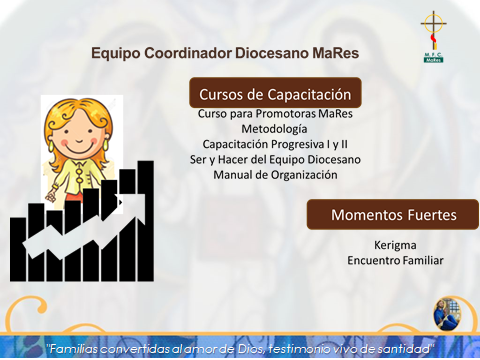 M. F. C.
MaRes
Equipo Coordinador Diocesano MaRes
Cursos de Capacitación
Curso para Promotoras MaRes
Metodología
Capacitación Progresiva I y II
Ser y Hacer del Equipo Diocesano
Manual de Organización
Momentos Fuertes
Kerigma
Encuentro Familiar
"Familias convertidas al amor de Dios, testimonio vivo de santidad"